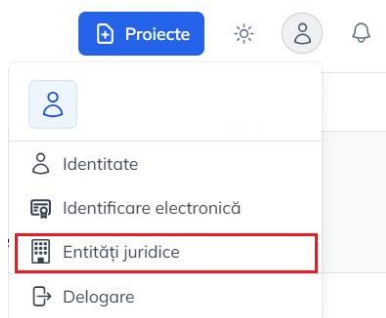 Proiecte
Identitate
Identificare electronică
Entități juridice
Delogare